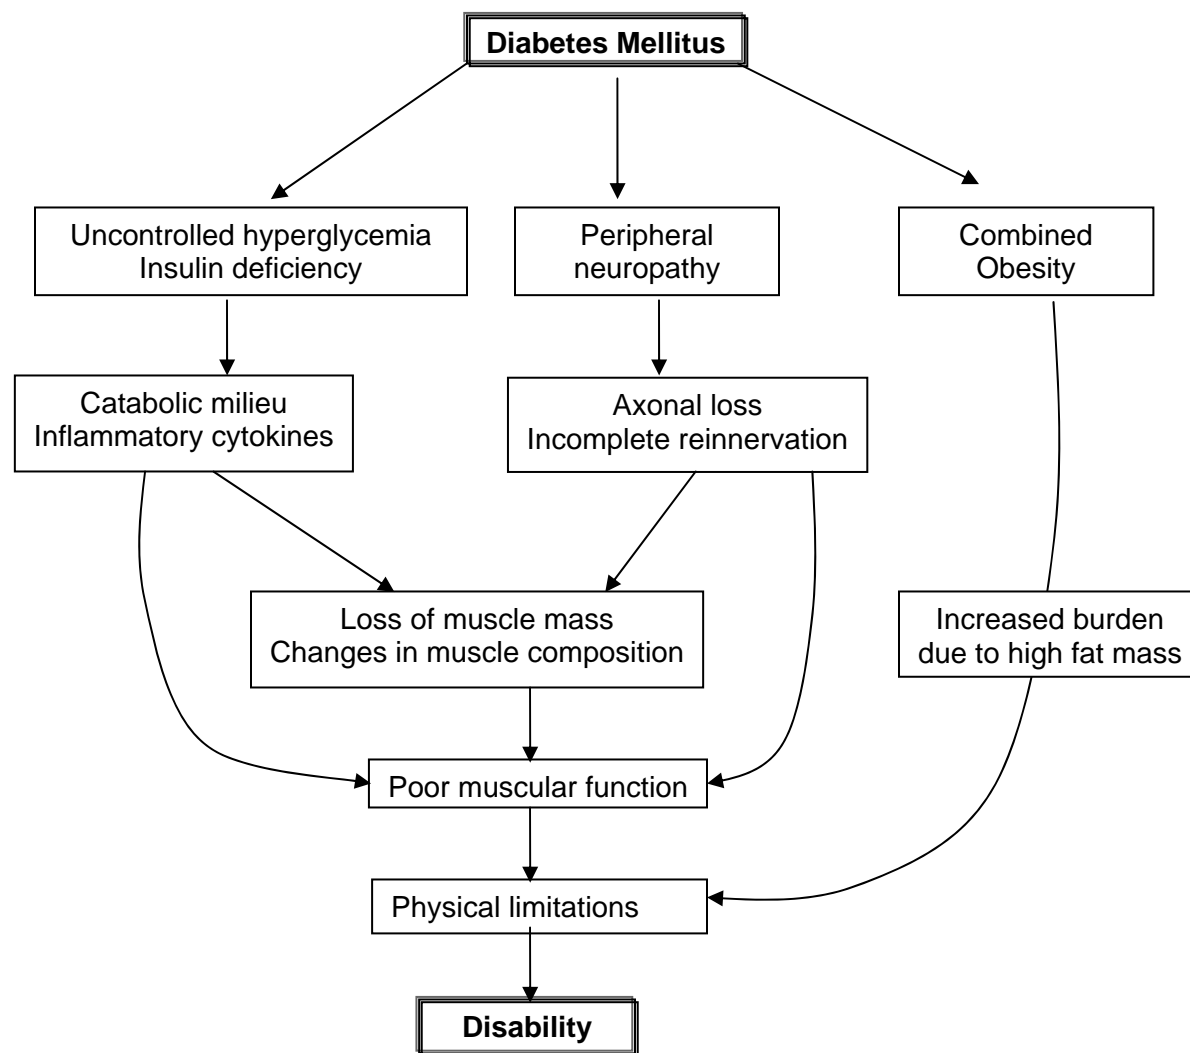 Diabetes Mellitus
Uncontrolled hyperglycemia
Insulin deficiency
Peripheral
neuropathy
Combined
Obesity
Catabolic milieu
Inflammatory cytokines
Axonal loss
Incomplete reinnervation
Loss of muscle mass
Changes in muscle composition
Increased burden
due to high fat mass
Poor muscular function
Physical limitations
Disability